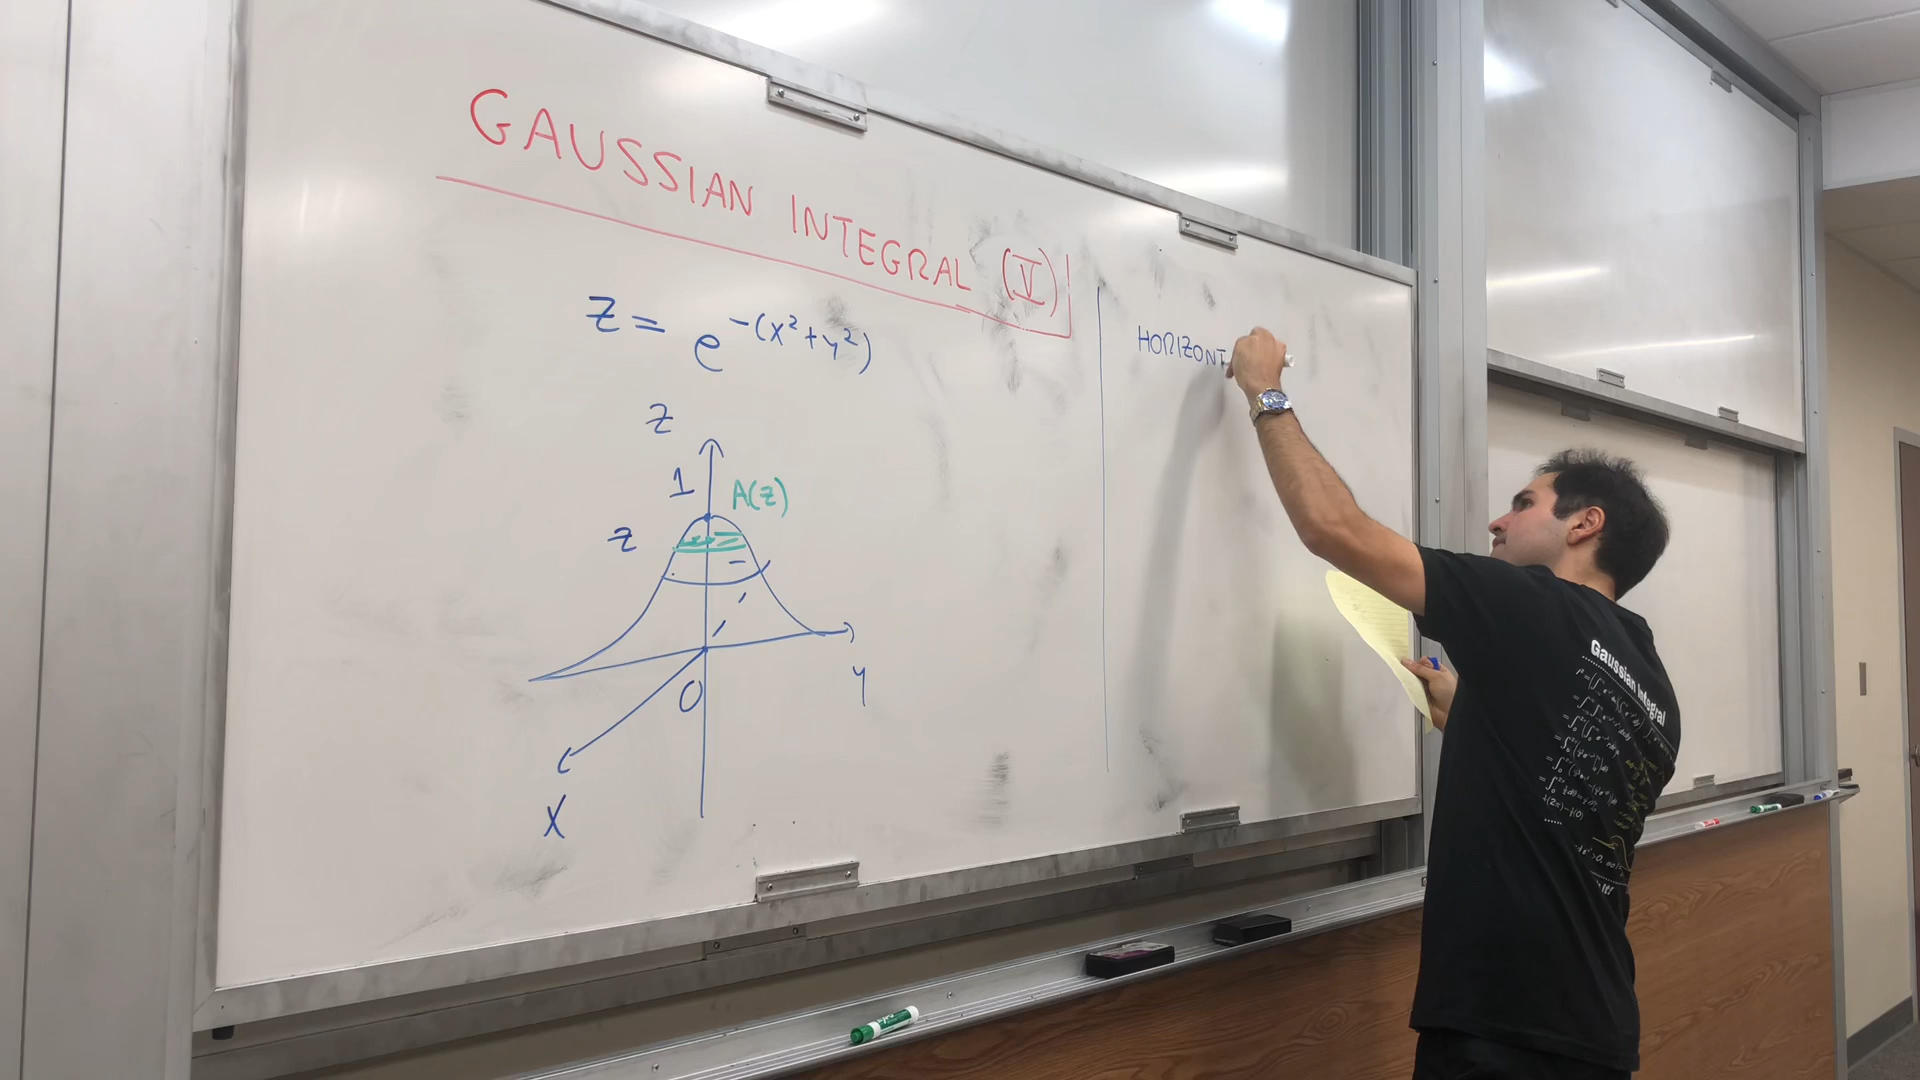 GAUSSIAN INTEGRAL (V)
z = e^-(x²+y²)
z
1
A(z)
z
y
0
x
HORIZONT
Gaussian Integral